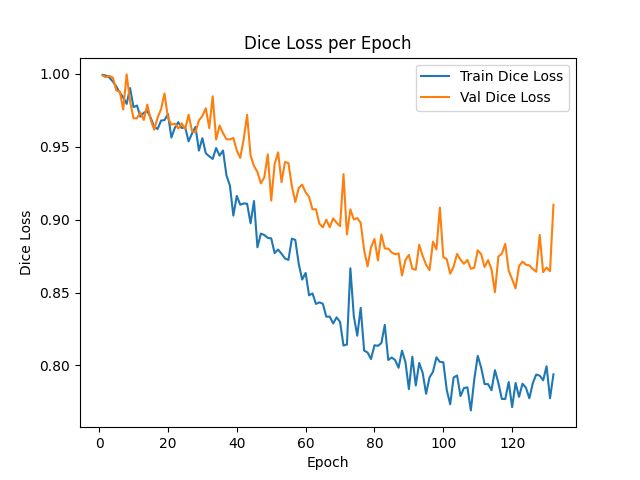 Dice Loss per Epoch
Train Dice Loss
Val Dice Loss
1.00
0.95
0.90
0.85
0.80
Dice Loss
0 20 40 60 80 100 120
Epoch